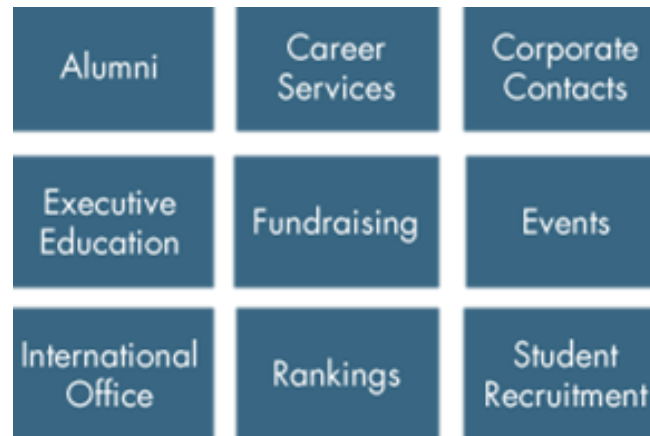 Alumni
Career
Services
Corporate
Contacts
Executive
Education
Fundraising
Events
International
Office
Rankings
Student
Recruitment